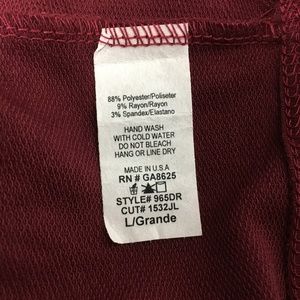 88% Polyester/Poliseter
9% Rayon/Rayon
3% Spandex/Elastano
HAND WASH
WITH COLD WATER
DO NOT BLEACH
HANG OR LINE DRY
MADE IN U.S.A
RN # GA8625
STYLE# 965DR
CUT# 1532JL
L/Grande